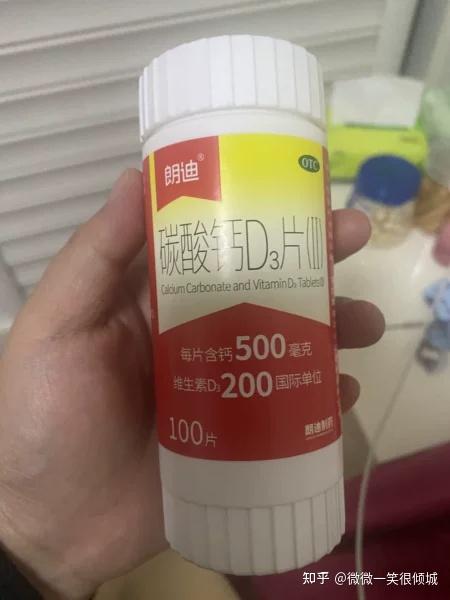 朗迪®
OTC
碳酸钙D₃片(Ⅱ)
Calcium Carbonate and Vitamin D₃ Tablets(Ⅱ)
每片含钙500毫克
维生素D₃200国际单位
100片
朗迪制药
知乎 @微微一笑很倾城